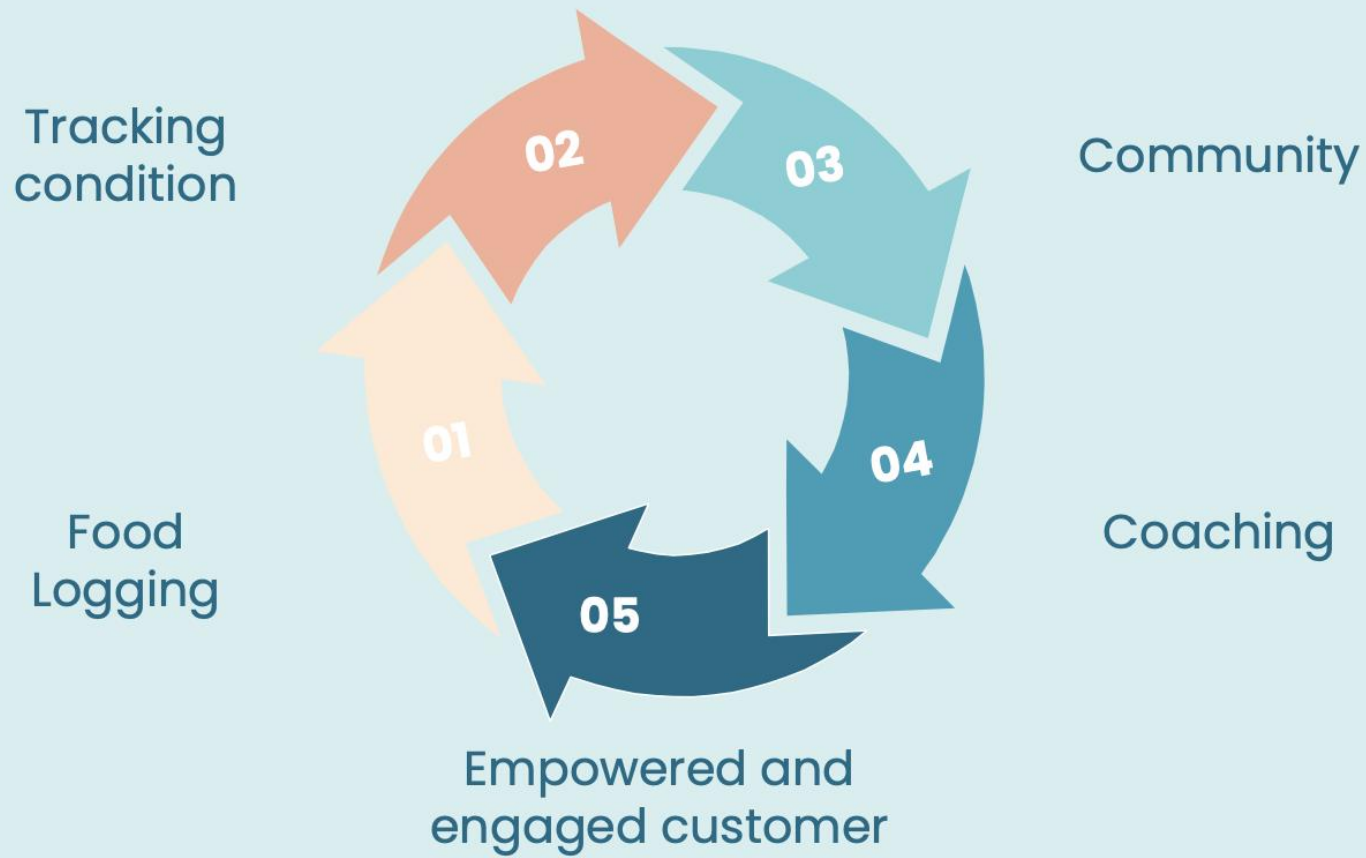 Tracking
condition
02
03
Community
01
Food
Logging
04
Coaching
05
Empowered and
engaged customer